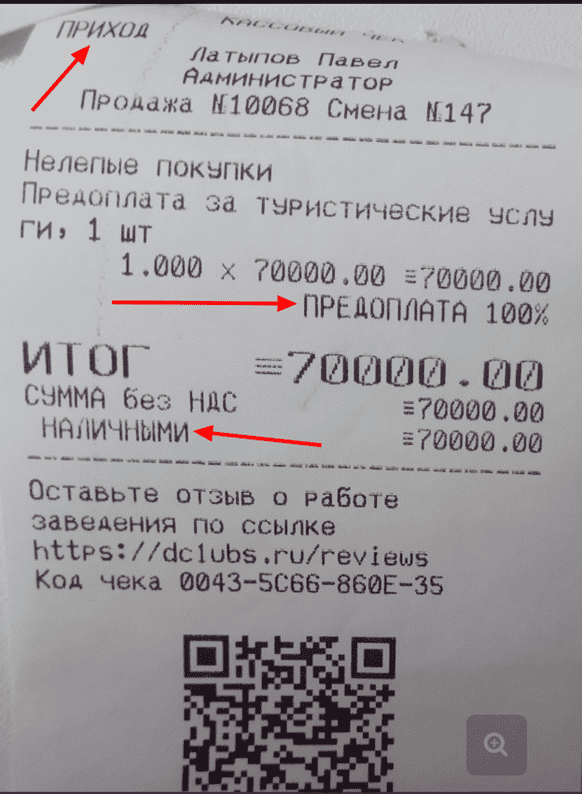 КАССОВЫЙ ЧЕК
ПРИХОД
Латыпов Павел
Администратор
Продажа №10068 Смена №147
Нелепые покупки
Предоплата за туристические услу
ги, 1 шт
1.000 x 70000.00 ≡70000.00
ПРЕДОПЛАТА 100%
ИТОГ ≡70000.00
СУММА без НДС ≡70000.00
НАЛИЧНЫМИ ≡70000.00
Оставьте отзыв о работе
заведения по ссылке
https://dclubs.ru/reviews
Код чека 0043-5C66-860E-35